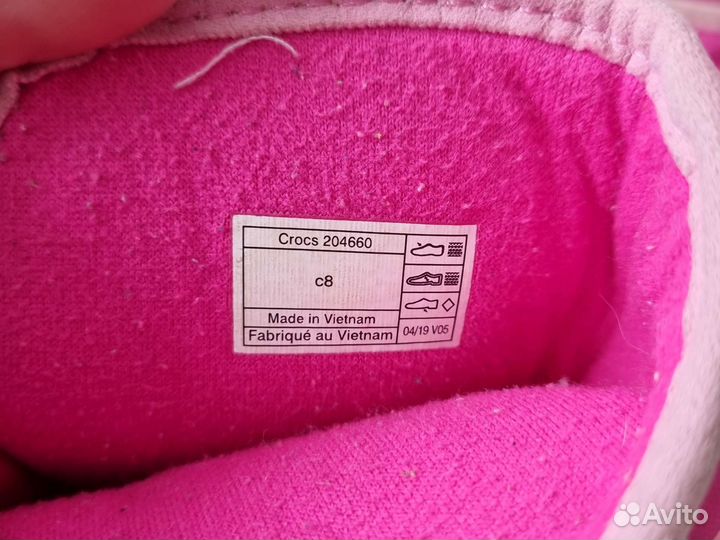 Crocs 204660
c8
Made in Vietnam
Fabriqué au Vietnam
04/19 V05
Avito